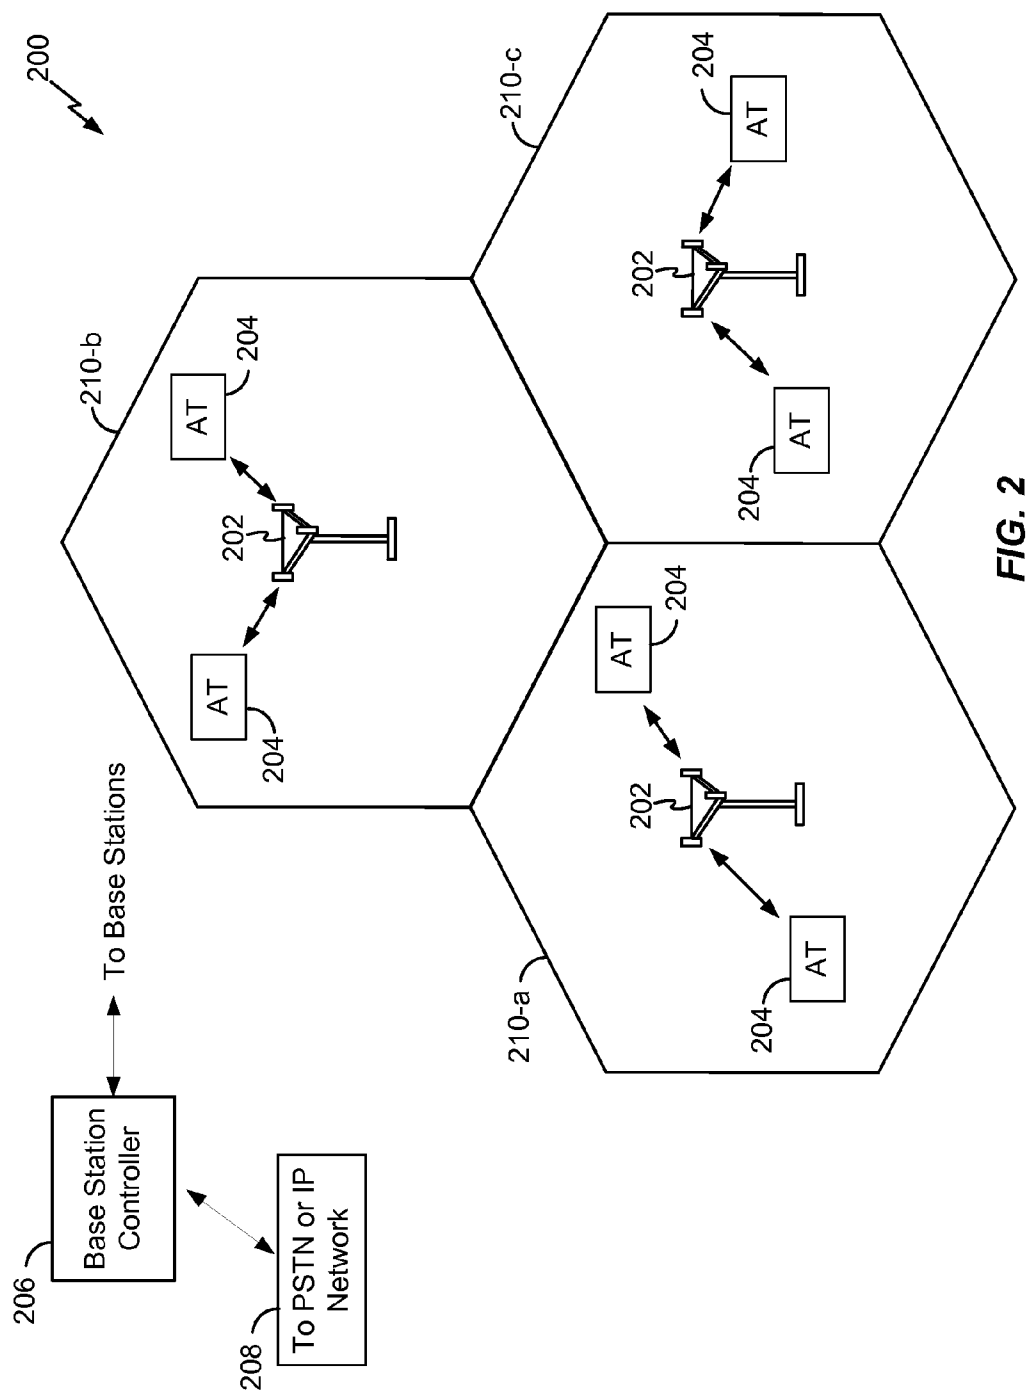 200
206
Base Station
Controller
To Base Stations
208
To PSTN or IP
Network
210-b
AT
204
202
AT
204
210-a
AT
204
202
AT
204
210-c
AT
204
202
AT
204
FIG. 2